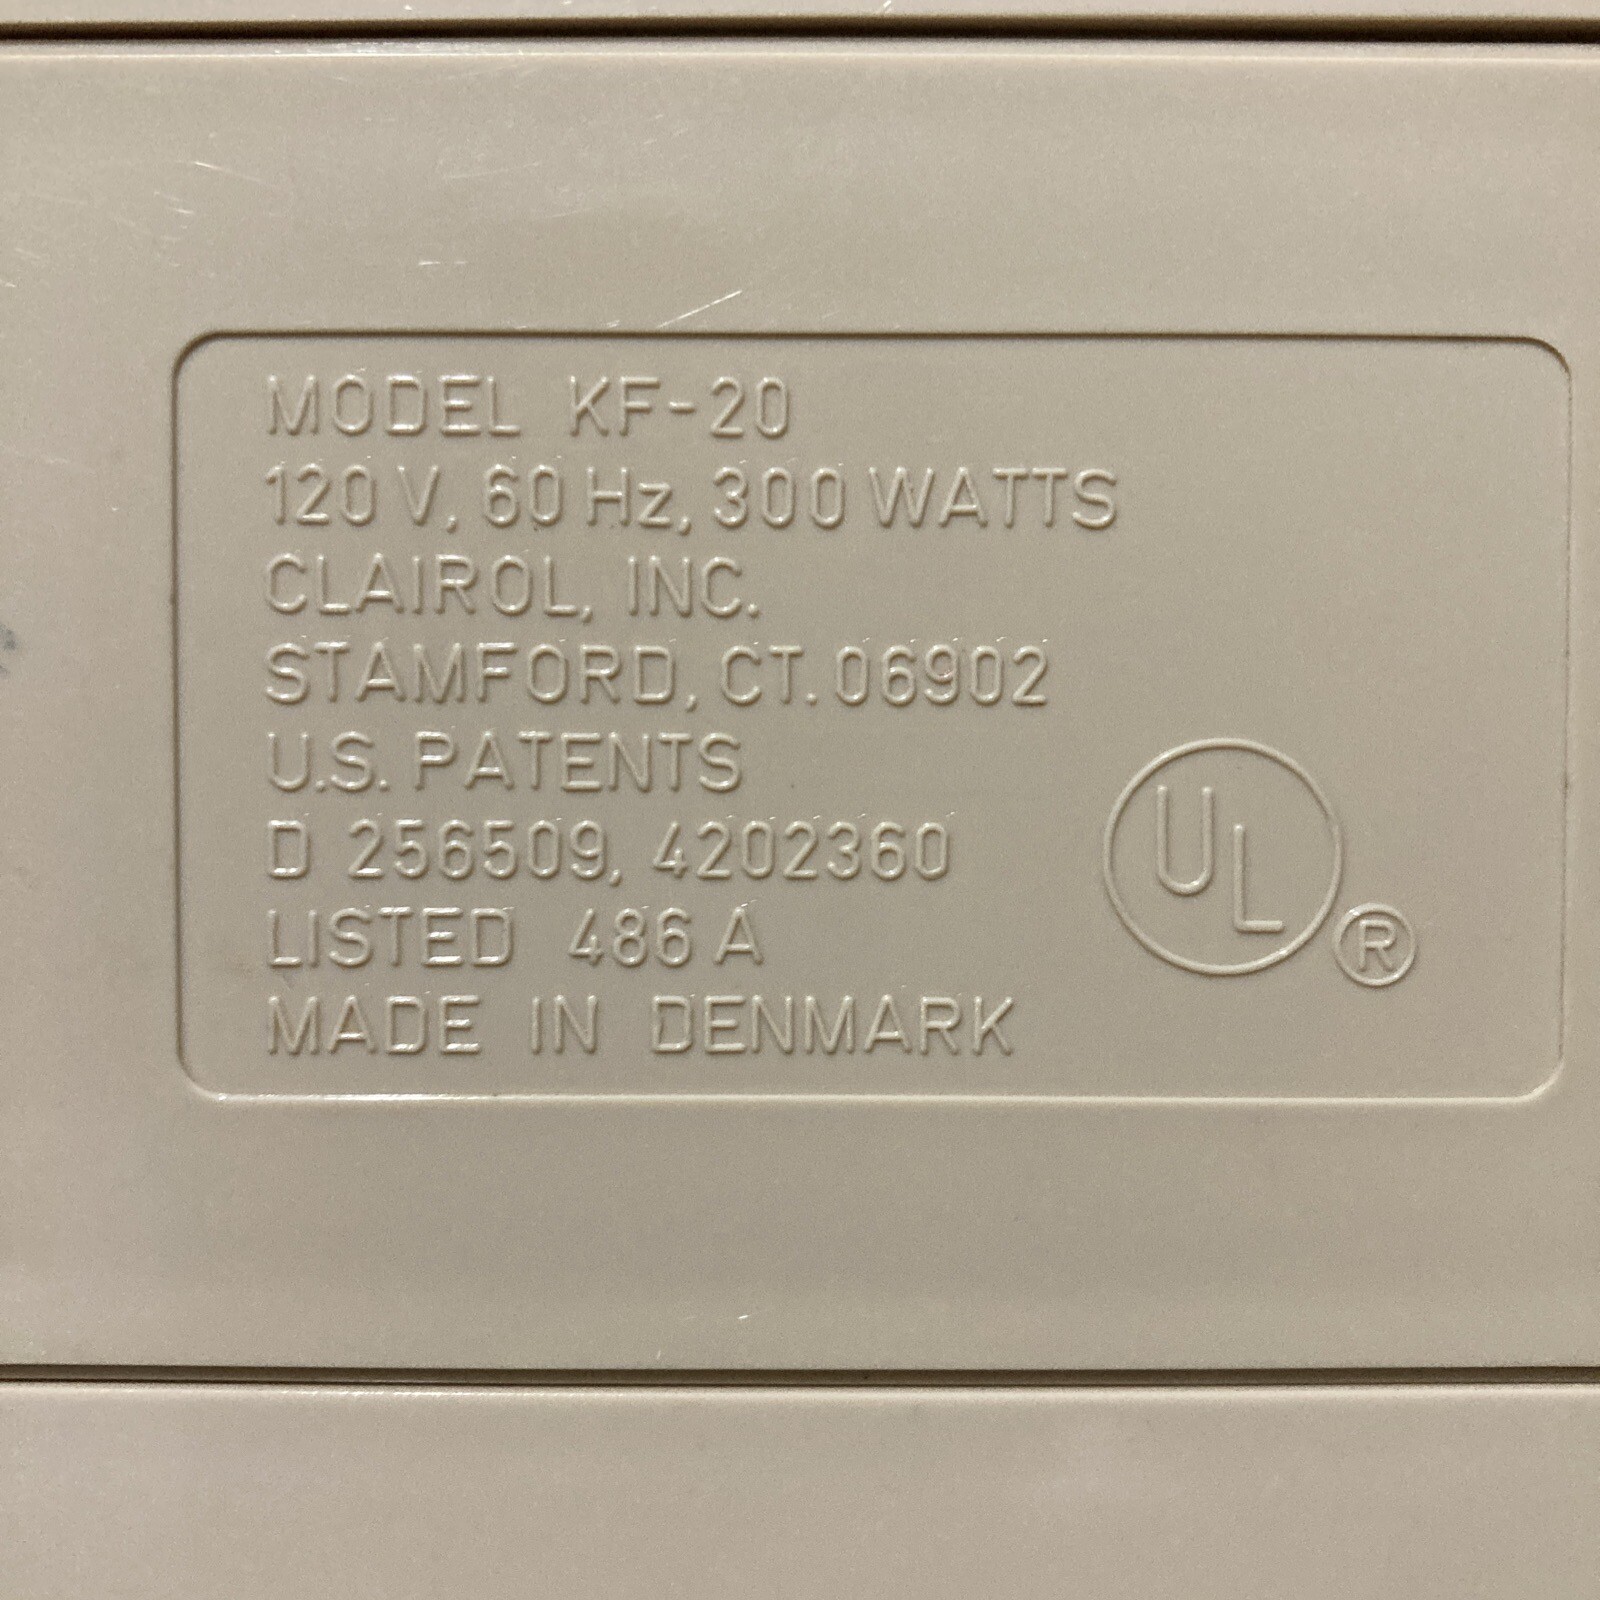 MODEL KF-20
120 V, 60 Hz, 300 WATTS
CLAIROL, INC.
STAMFORD, CT. 06902
U.S. PATENTS
D 256509, 4202360
LISTED 486 A
MADE IN DENMARK
UL ®